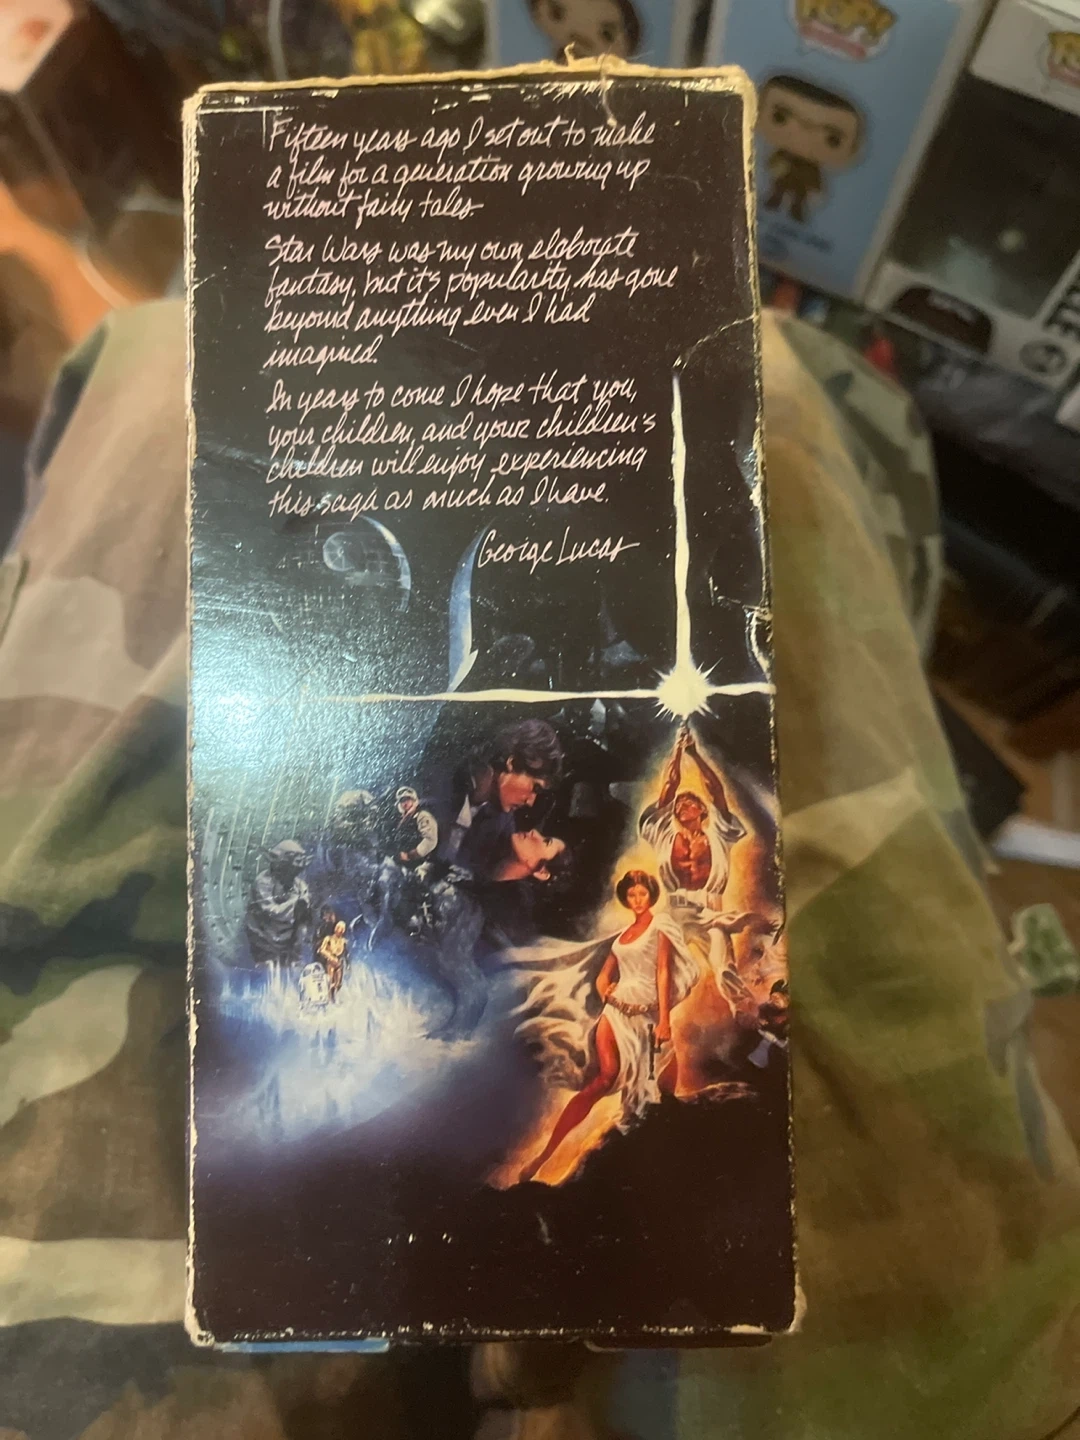 POP!
Fifteen years ago I set out to make
a film for a generation growing up
without fairy tales.
Star Wars was my own elaborate
fantasy, but it's popularity has gone
beyond anything even I had
imagined.
In years to come I hope that you,
your children, and your children's
children will enjoy experiencing
this saga as much as I have.
George Lucas